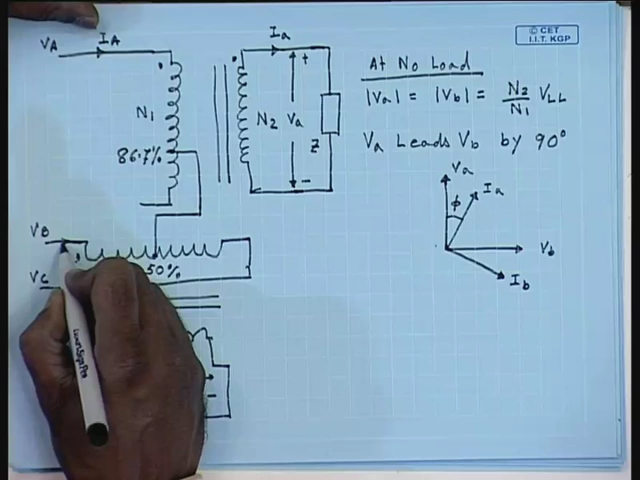 © CET
I.I.T. KGP
VA IA
N1
86.7%
Ia
+
N2 Va
Z
−
At No Load
|Va| = |Vb| = N2/N1 VLL
Va Leads Vb by 90°
Va
Ia
ϕ
Vb
Ib
VB
50%
VC